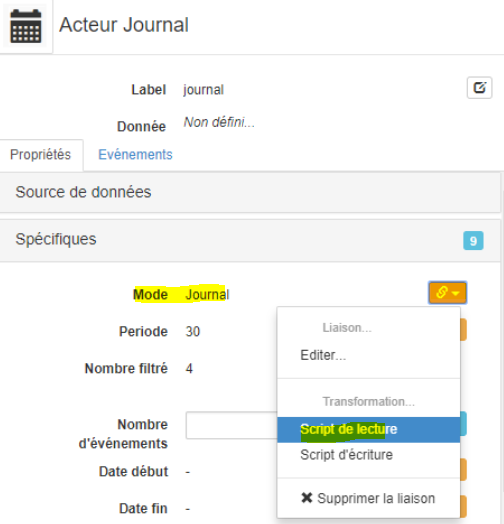 Acteur Journal
Label journal
Donnée Non défini...
Propriétés Evènements
Source de données
Spécifiques 9
Mode Journal
Liaison...
Periode 30
Editer...
Nombre filtré 4
Transformation...
Nombre
d'évènements
Script de lecture
Script d'écriture
Date début -
Supprimer la liaison
Date fin -